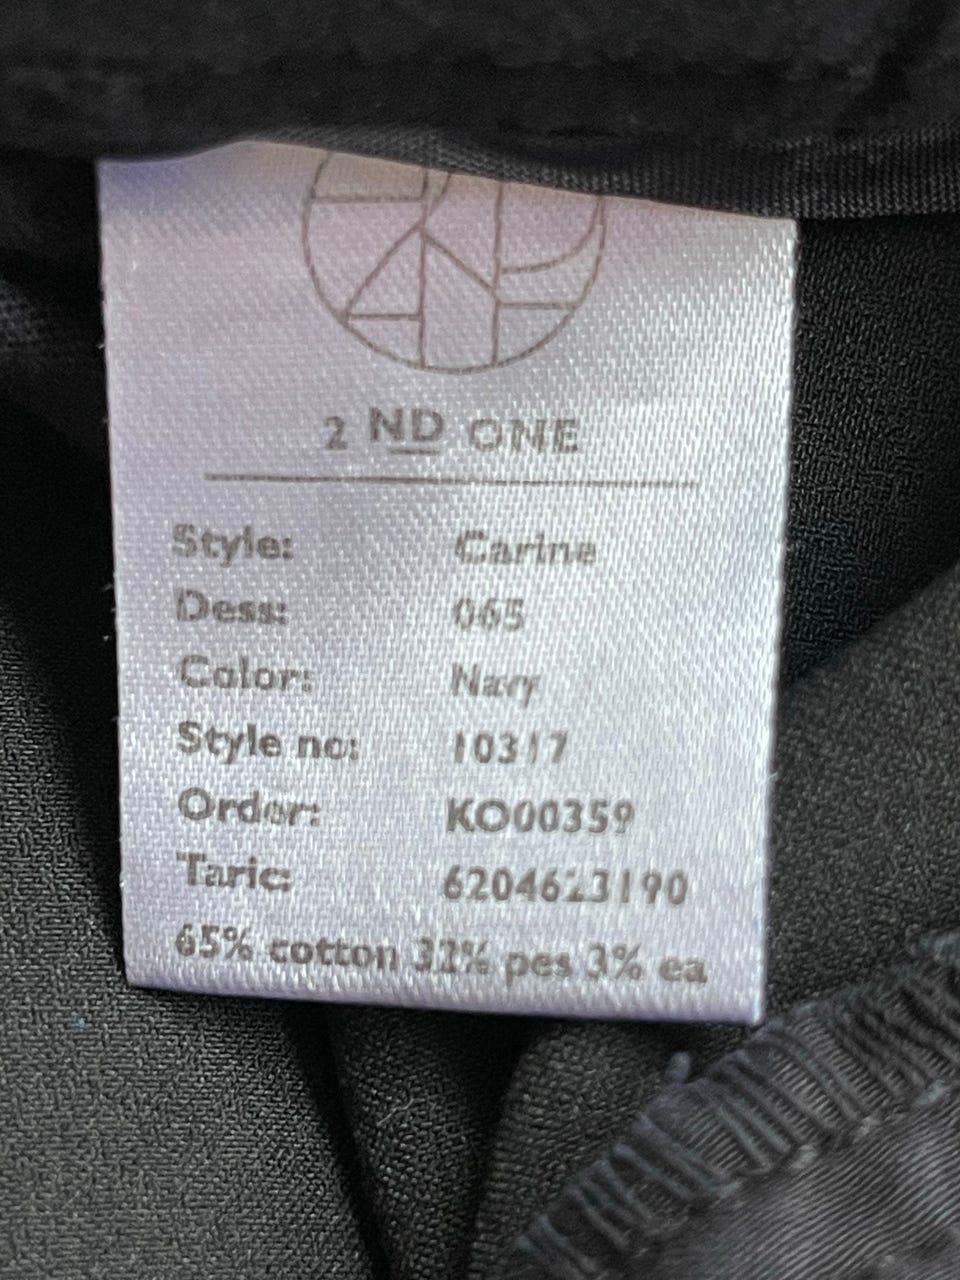 2 ND ONE
Style: Carine
Dess: 065
Color: Navy
Style no: 10317
Order: KO00359
Taric: 6204623190
65% cotton 32% pes 3% ea